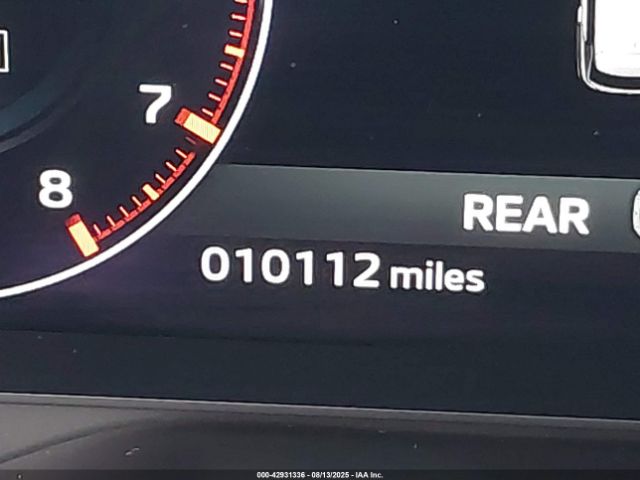 7
8
REAR
010112 miles
000-42931336 - 08/13/2025 - IAA Inc.